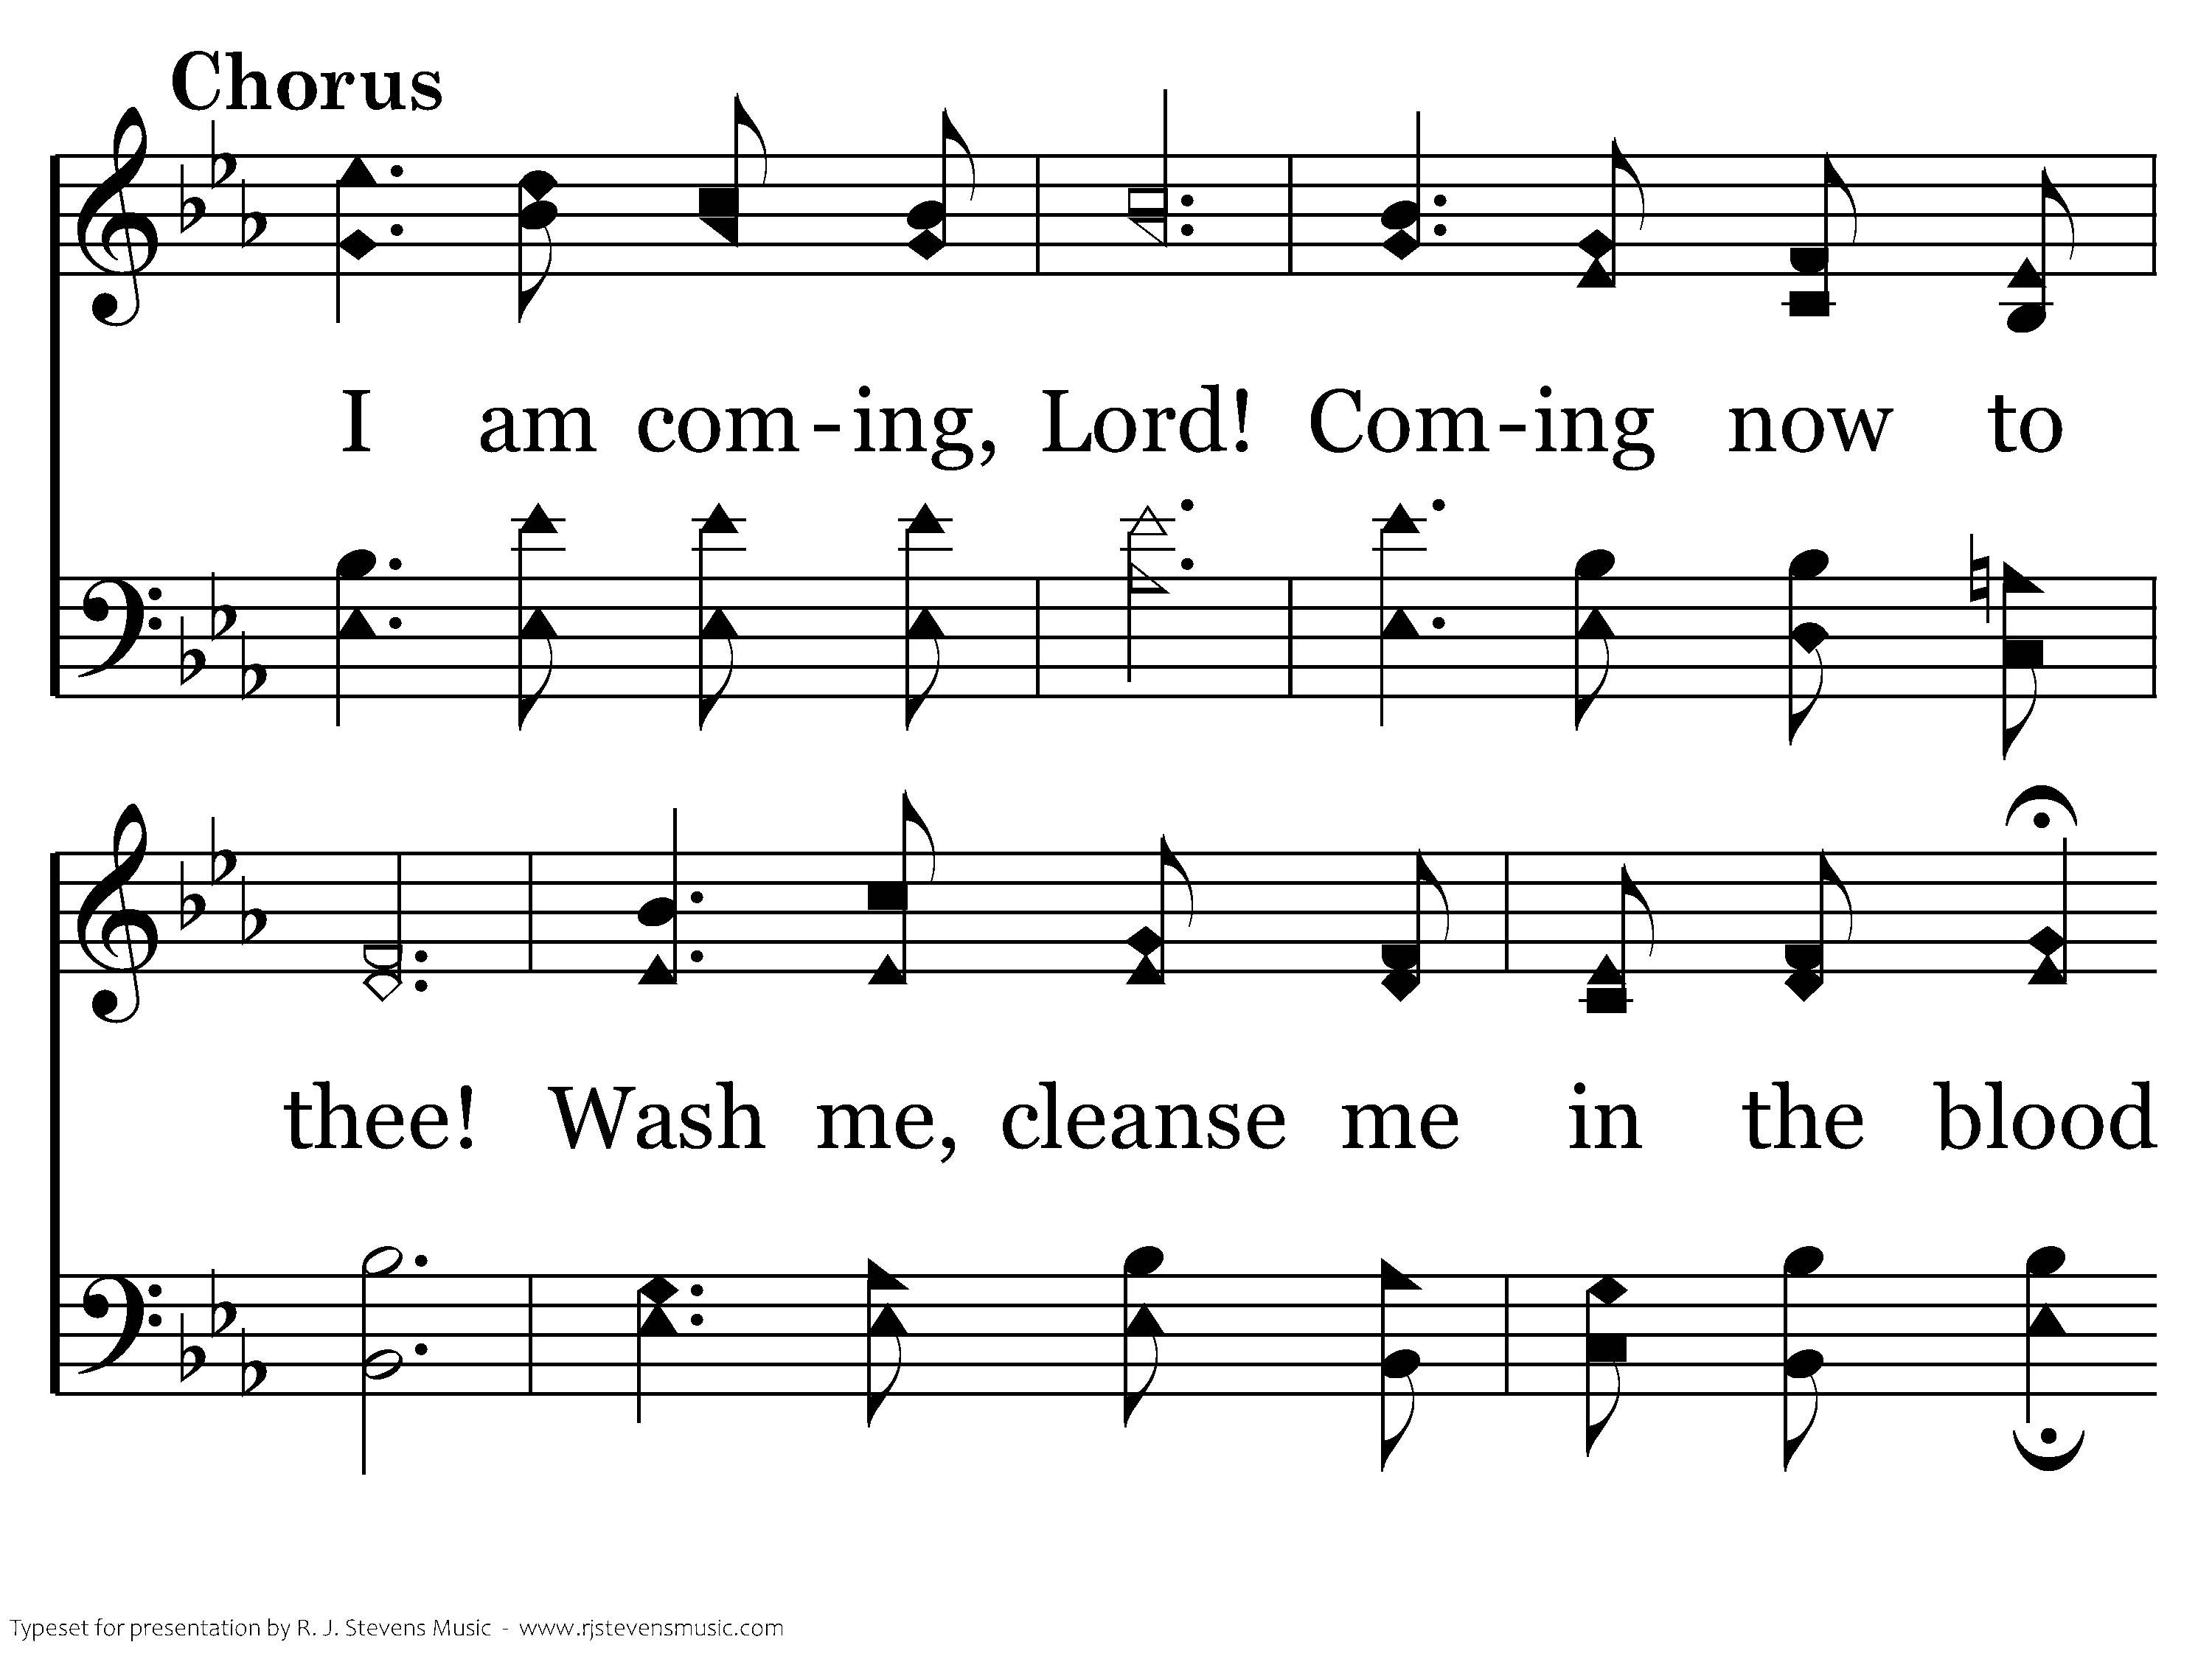 Chorus
I am com-ing, Lord! Com-ing now to
thee! Wash me, cleanse me in the blood
Typeset for presentation by R. J. Stevens Music - www.rjstevensmusic.com